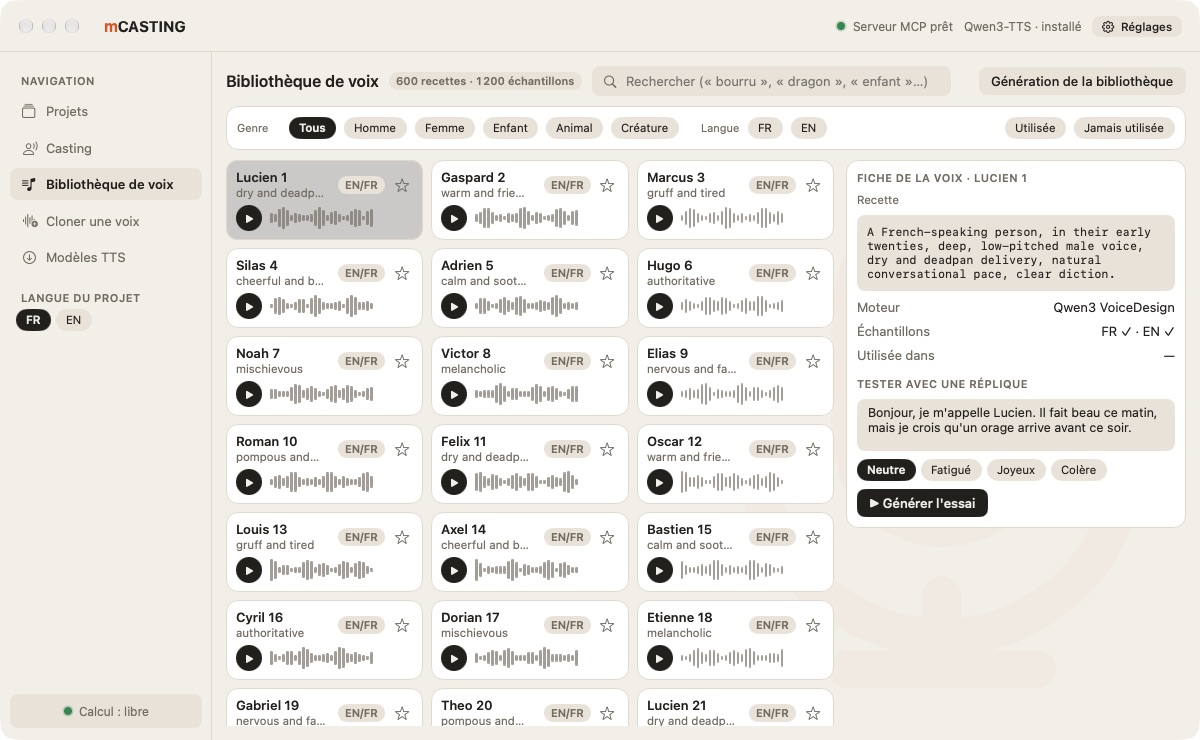 mCASTING
Serveur MCP prêt
Qwen3-TTS · installé
Réglages
NAVIGATION
Projets
Casting
Bibliothèque de voix
Cloner une voix
Modèles TTS
LANGUE DU PROJET
FR EN
Calcul : libre
Bibliothèque de voix
600 recettes · 1 200 échantillons
Rechercher (« bourru », « dragon », « enfant »...)
Génération de la bibliothèque
Genre Tous Homme Femme Enfant Animal Créature Langue FR EN Utilisée Jamais utilisée
Lucien 1
dry and deadp...
EN/FR
Gaspard 2
warm and frie...
EN/FR
Marcus 3
gruff and tired
EN/FR
Silas 4
cheerful and b...
EN/FR
Adrien 5
calm and soot...
EN/FR
Hugo 6
authoritative
EN/FR
Noah 7
mischievous
EN/FR
Victor 8
melancholic
EN/FR
Elias 9
nervous and fa...
EN/FR
Roman 10
pompous and...
EN/FR
Felix 11
dry and deadp...
EN/FR
Oscar 12
warm and frie...
EN/FR
Louis 13
gruff and tired
EN/FR
Axel 14
cheerful and b...
EN/FR
Bastien 15
calm and soot...
EN/FR
Cyril 16
authoritative
EN/FR
Dorian 17
mischievous
EN/FR
Etienne 18
melancholic
EN/FR
Gabriel 19
nervous and fa...
EN/FR
Theo 20
pompous and...
EN/FR
Lucien 21
dry and deadp...
EN/FR
FICHE DE LA VOIX · LUCIEN 1
Recette
A French-speaking person, in their early
twenties, deep, low-pitched male voice,
dry and deadpan delivery, natural
conversational pace, clear diction.
Moteur Qwen3 VoiceDesign
Échantillons FR ✓ · EN ✓
Utilisée dans —
TESTER AVEC UNE RÉPLIQUE
Bonjour, je m'appelle Lucien. Il fait beau ce matin,
mais je crois qu'un orage arrive avant ce soir.
Neutre Fatigué Joyeux Colère
▶ Générer l'essai